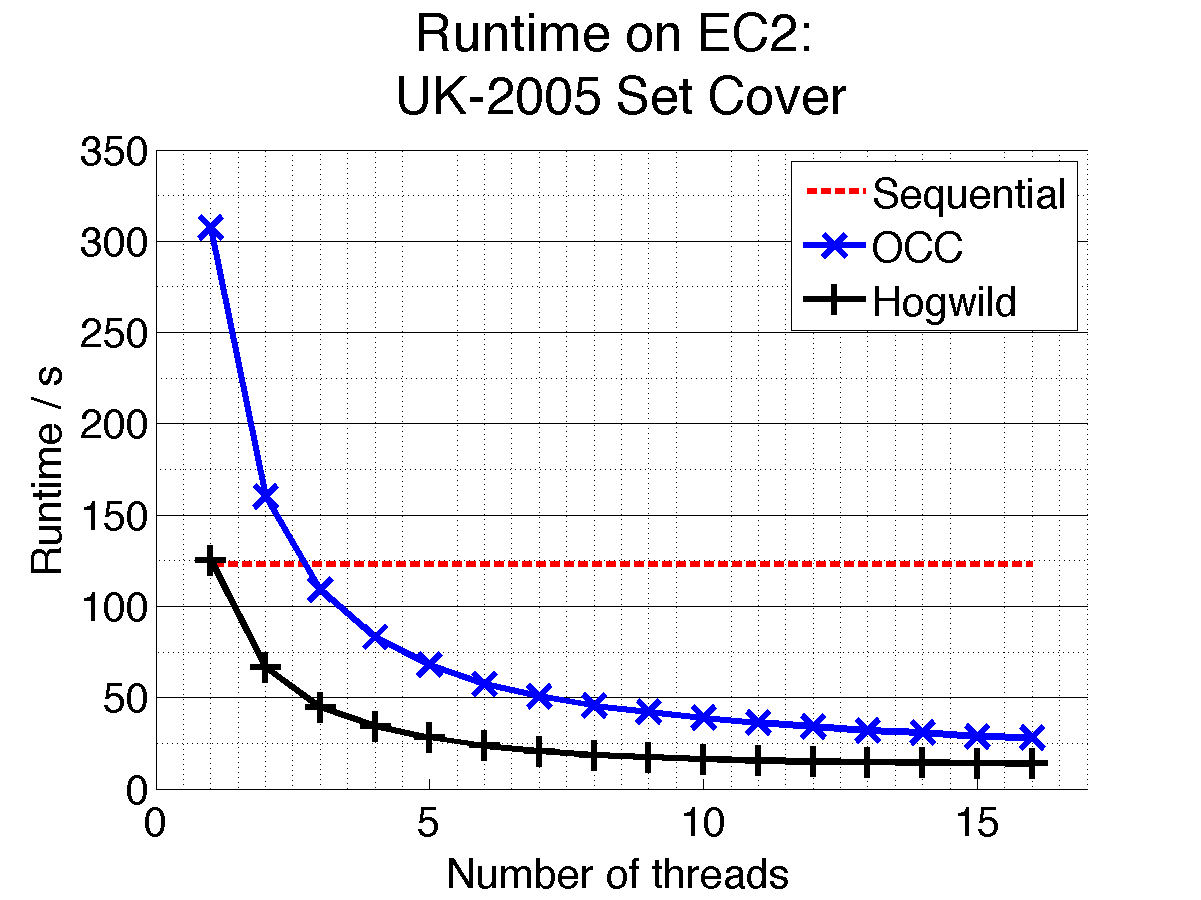 Runtime on EC2:
UK-2005 Set Cover
350
300
250
200
150
100
50
0
Runtime / s
Sequential
OCC
Hogwild
0
5
10
15
Number of threads